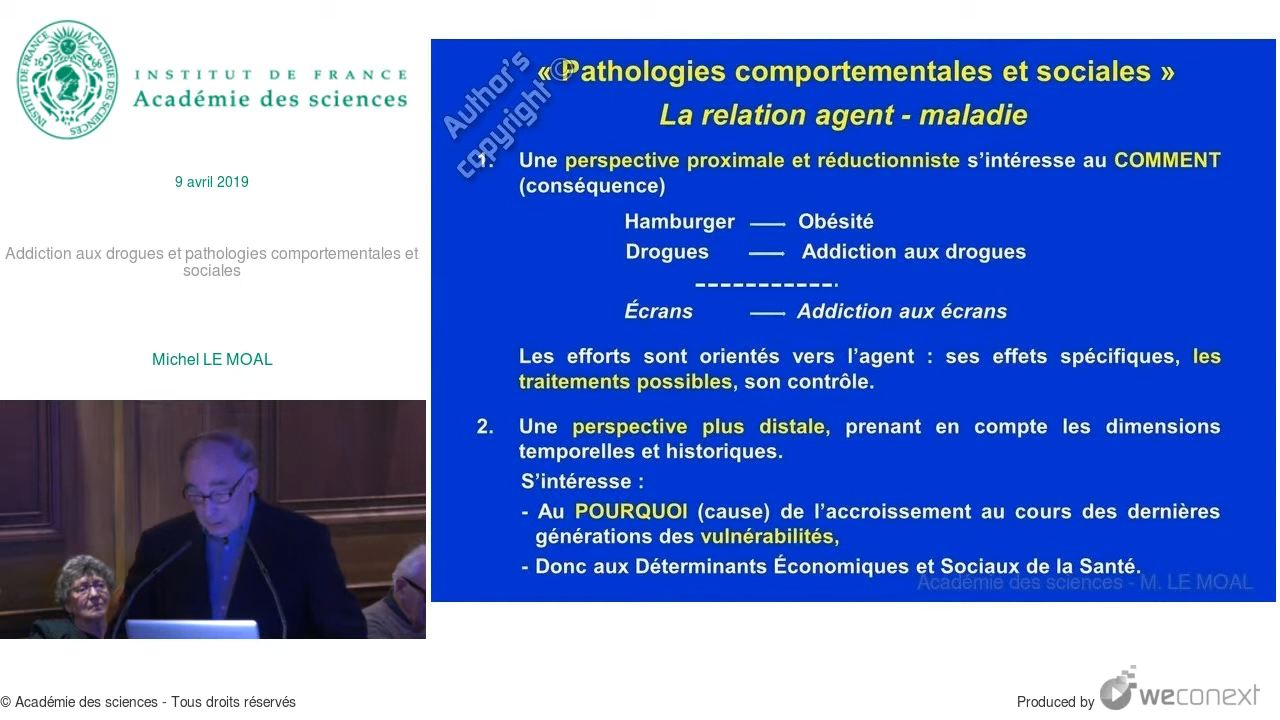 INSTITUT DE FRANCE
Académie des sciences
9 avril 2019
Addiction aux drogues et pathologies comportementales et
sociales
Michel LE MOAL
Author's
copyright
©
« Pathologies comportementales et sociales »
La relation agent - maladie
1. Une perspective proximale et réductionniste s'intéresse au COMMENT
(conséquence)
Hamburger Obésité
Drogues Addiction aux drogues
Écrans Addiction aux écrans
Les efforts sont orientés vers l'agent : ses effets spécifiques, les
traitements possibles, son contrôle.
2. Une perspective plus distale, prenant en compte les dimensions
temporelles et historiques.
S'intéresse :
- Au POURQUOI (cause) de l'accroissement au cours des dernières
générations des vulnérabilités,
- Donc aux Déterminants Économiques et Sociaux de la Santé.
Académie des sciences - M. LE MOAL
© Académie des sciences - Tous droits réservés
Produced by weconext